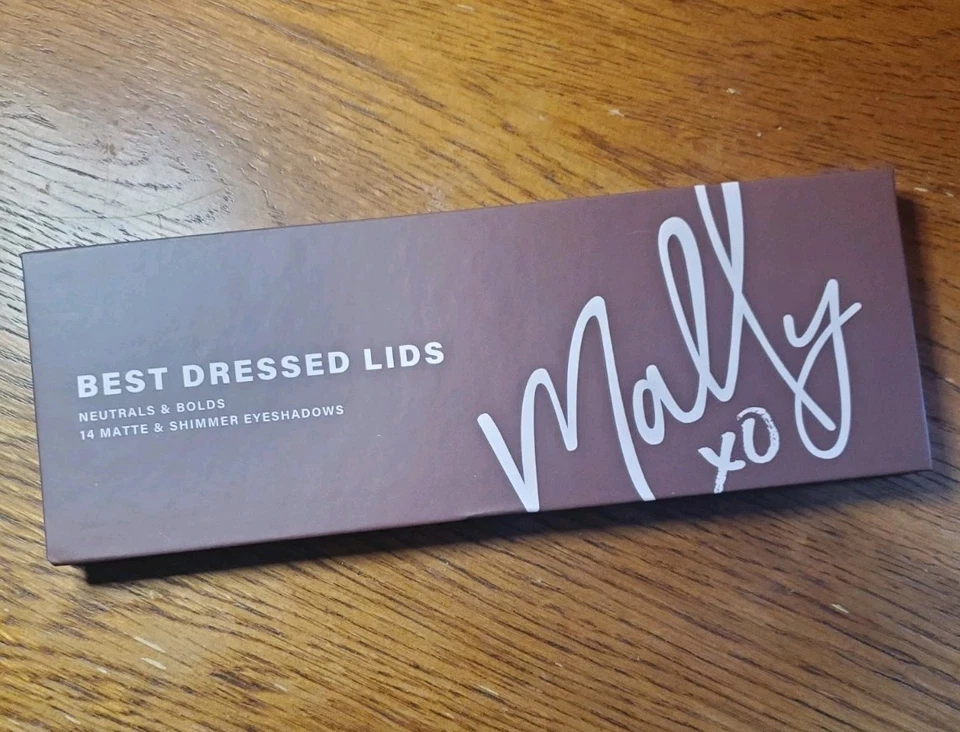 BEST DRESSED LIDS
NEUTRALS & BOLDS
14 MATTE & SHIMMER EYESHADOWS
Mally
xo